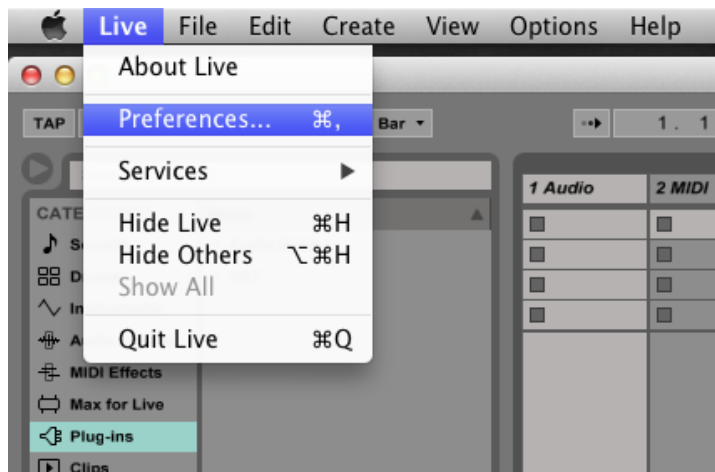 Live File Edit Create View Options Help
About Live
Preferences... ⌘,
Services ▶
Hide Live ⌘H
Hide Others ⌥⌘H
Show All
Quit Live ⌘Q
TAP
Bar
1. 1
1 Audio
2 MIDI
MIDI Effects
Max for Live
Plug-ins
Clips